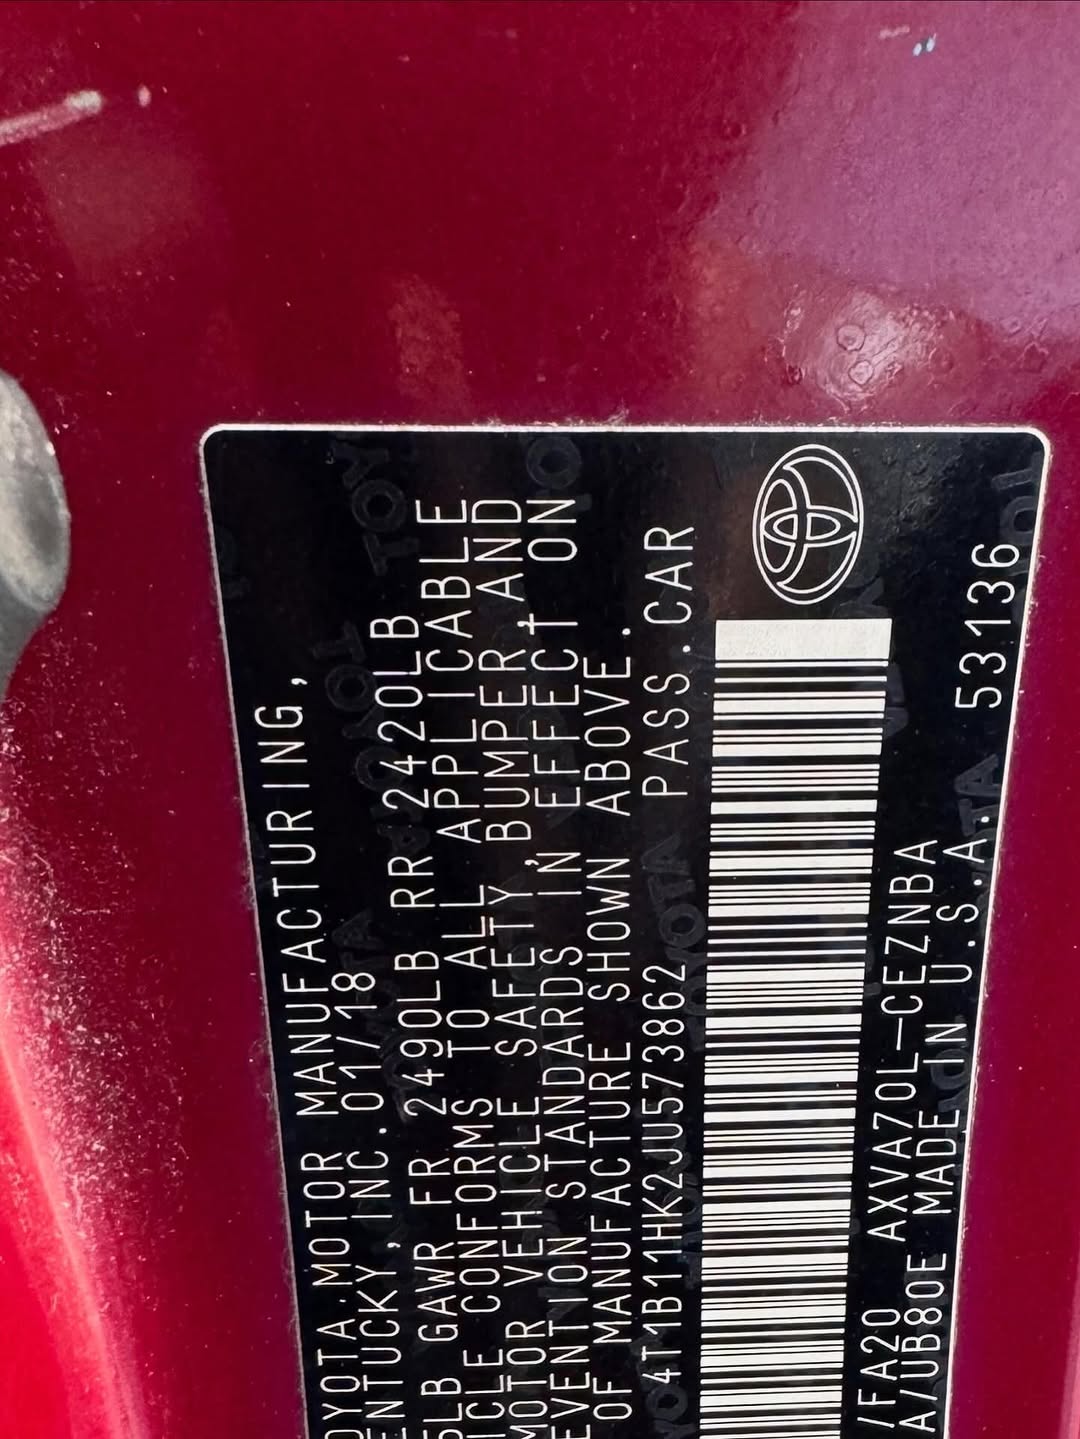 OYOTA MOTOR MANUFACTURING,
ENTUCKY, INC. 01/18
5LB GAWR FR 2490LB RR 2420LB
ICLE CONFORMS TO ALL APPLICABLE
MOTOR VEHICLE SAFETY, BUMPER, AND
EVENTION STANDARDS IN EFFECT ON
OF MANUFACTURE SHOWN ABOVE.
4T1B11HK2JU573862 PASS.CAR
/FA20 AXVA70L-CEZNBA
A/UB80E MADE IN U.S.A. 53136